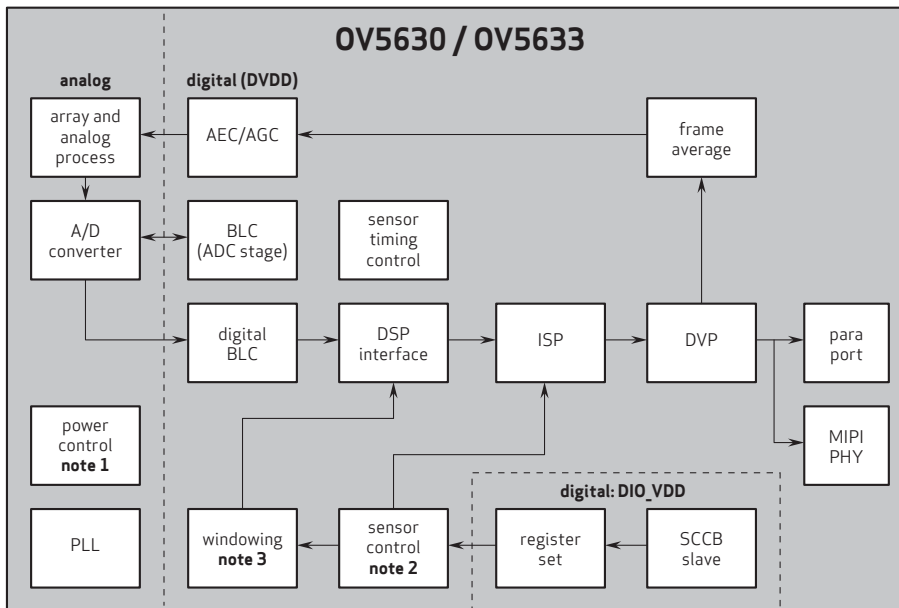 OV5630 / OV5633
analog
digital (DVDD)
array and
analog
process
AEC/AGC
frame
average
A/D
converter
BLC
(ADC stage)
sensor
timing
control
digital
BLC
DSP
interface
ISP
DVP
para
port
power
control
note 1
MIPI
PHY
digital: DIO_VDD
PLL
windowing
note 3
sensor
control
note 2
register
set
SCCB
slave